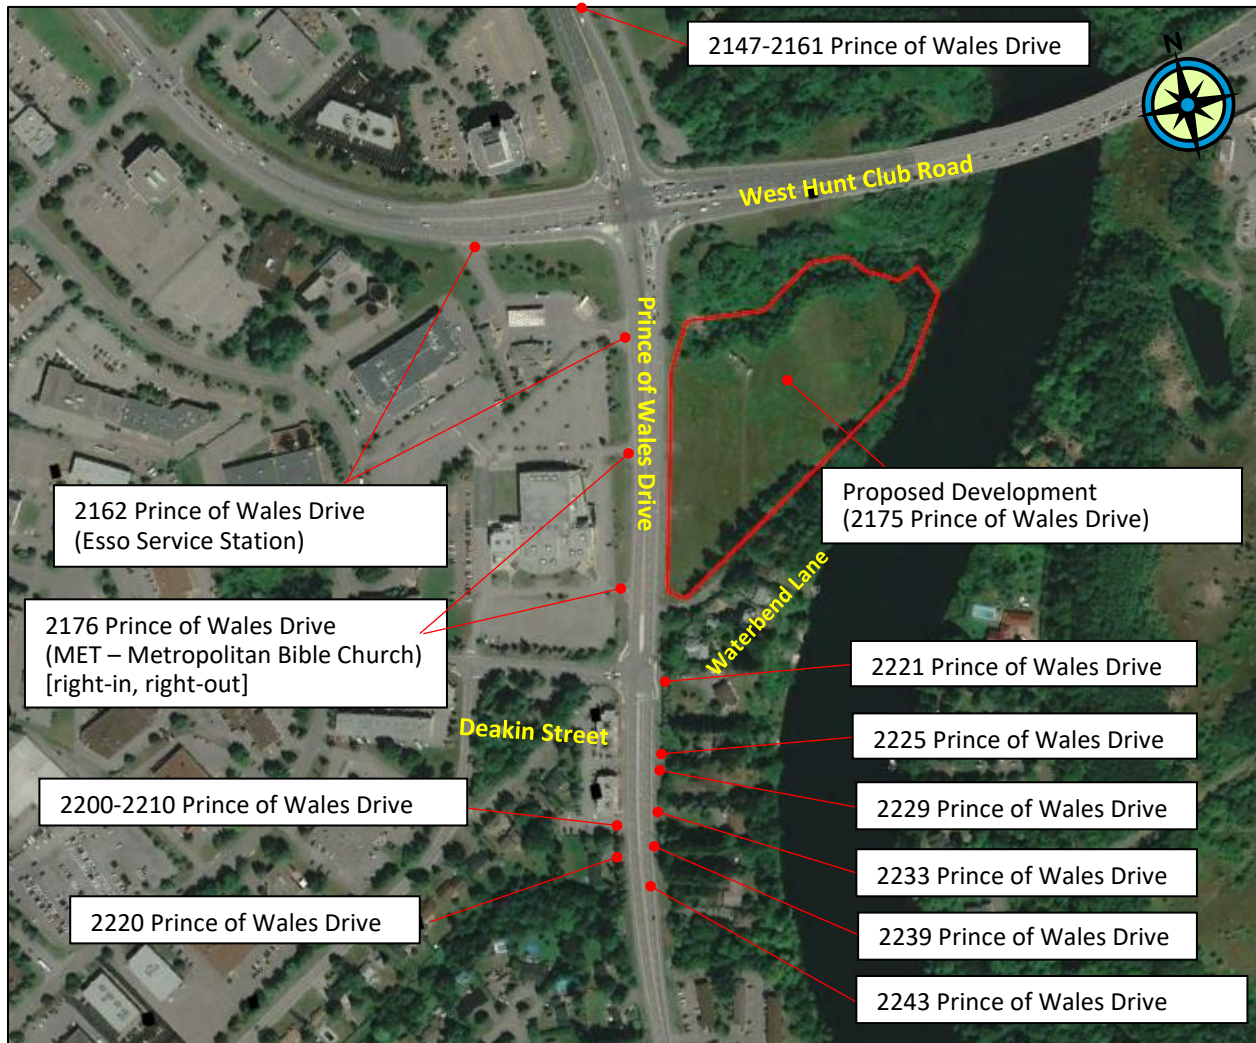 2147-2161 Prince of Wales Drive
N
West Hunt Club Road
Prince of Wales Drive
2162 Prince of Wales Drive
(Esso Service Station)
Proposed Development
(2175 Prince of Wales Drive)
2176 Prince of Wales Drive
(MET – Metropolitan Bible Church)
[right-in, right-out]
Waterbend Lane
2221 Prince of Wales Drive
Deakin Street
2225 Prince of Wales Drive
2200-2210 Prince of Wales Drive
2229 Prince of Wales Drive
2233 Prince of Wales Drive
2220 Prince of Wales Drive
2239 Prince of Wales Drive
2243 Prince of Wales Drive